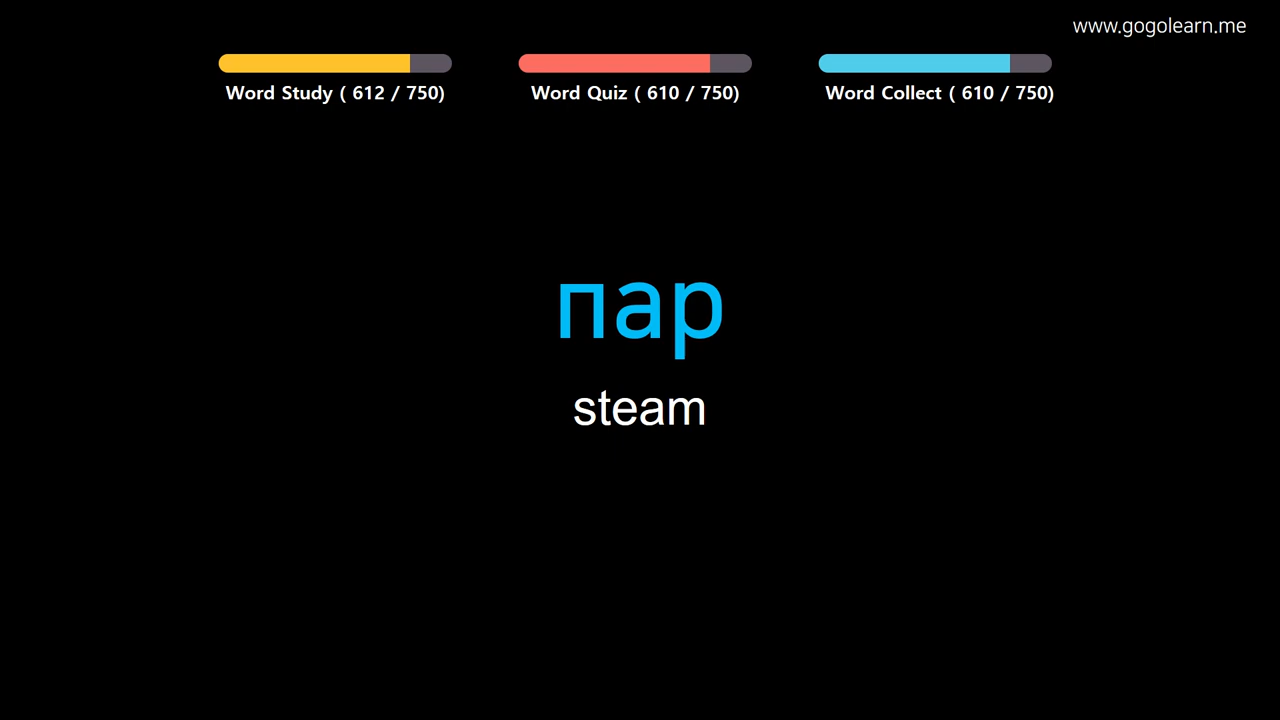 www.gogolearn.me
Word Study ( 612 / 750)
Word Quiz ( 610 / 750)
Word Collect ( 610 / 750)
пар
steam